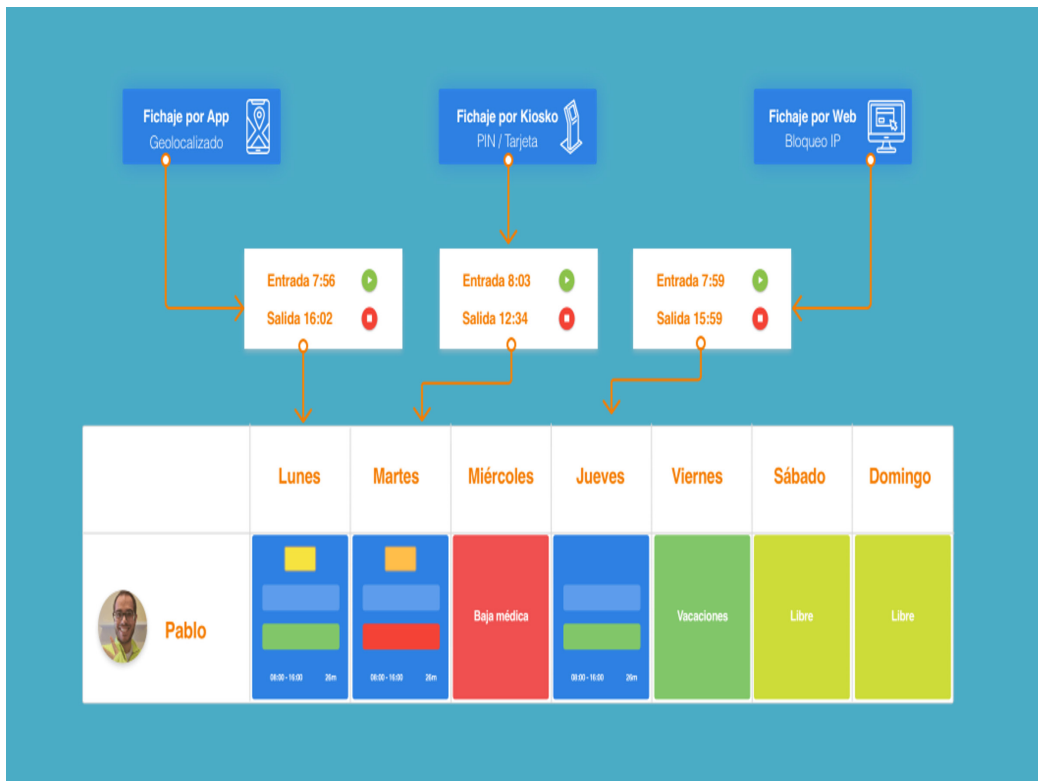 Fichaje por App
Geolocalizado
Fichaje por Kiosko
PIN / Tarjeta
Fichaje por Web
Bloqueo IP
Entrada 7:56
Salida 16:02
Entrada 8:03
Salida 12:34
Entrada 7:59
Salida 15:59
Lunes
Martes
Miércoles
Jueves
Viernes
Sábado
Domingo
Pablo
08:00 - 16:00 26m
08:00 - 16:00 26m
Baja médica
08:00 - 16:00 26m
Vacaciones
Libre
Libre